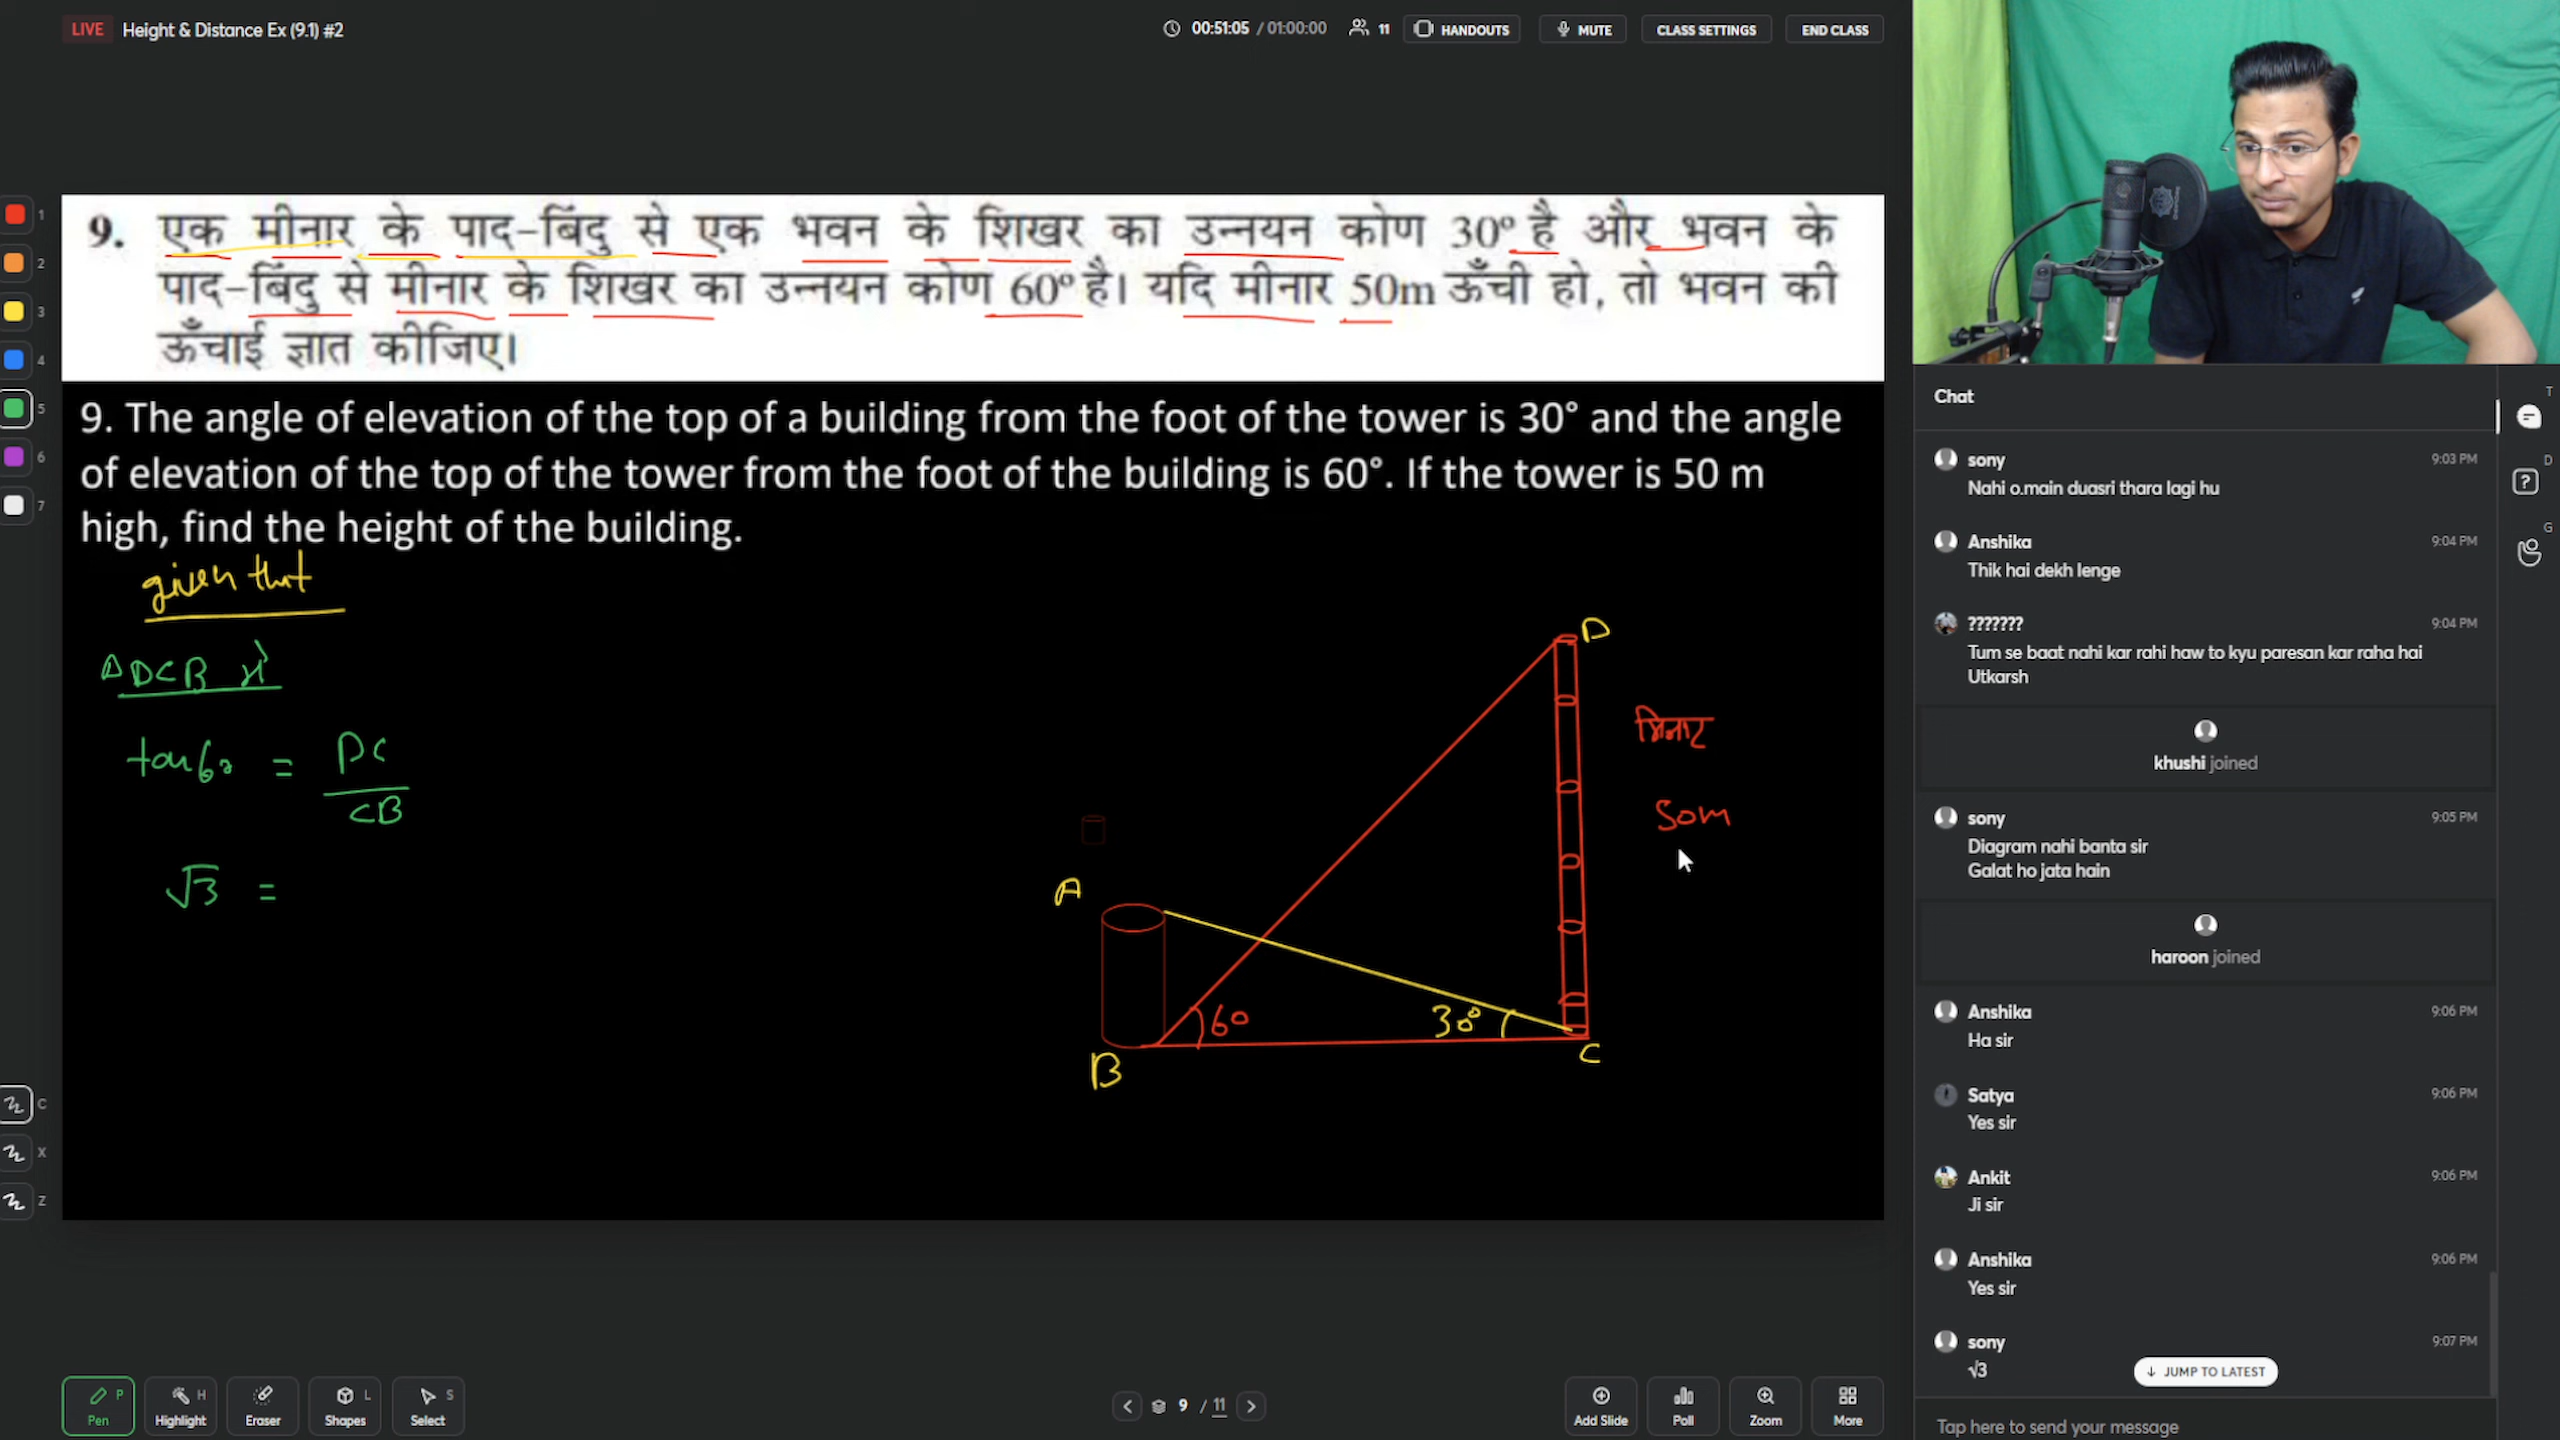 LIVE Height & Distance Ex (9.1) #2
00:51:05 / 01:00:00 11 HANDOUTS MUTE CLASS SETTINGS END CLASS
9. एक मीनार के पाद-बिंदु से एक भवन के शिखर का उन्नयन कोण 30° है और भवन के
पाद-बिंदु से मीनार के शिखर का उन्नयन कोण 60° है। यदि मीनार 50m ऊँची हो, तो भवन की
ऊँचाई ज्ञात कीजिए।
9. The angle of elevation of the top of a building from the foot of the tower is 30° and the angle
of elevation of the top of the tower from the foot of the building is 60°. If the tower is 50 m
high, find the height of the building.
given that
Δ DCB में
tan60 = DC
CB
√3 =
D
मिनार
50m
A
60
30°
B
C
1
2
3
4
5
6
7
C
X
Z
Pen P
Highlight H
Eraser
Shapes L
Select S
9 / 11
Add Slide
Poll
Zoom
More
Chat
sony 9:03 PM
Nahi o.main duasri thara lagi hu
Anshika 9:04 PM
Thik hai dekh lenge
??????? 9:04 PM
Tum se baat nahi kar rahi haw to kyu paresan kar raha hai
Utkarsh
khushi joined
sony 9:05 PM
Diagram nahi banta sir
Galat ho jata hain
haroon joined
Anshika 9:06 PM
Ha sir
Satya 9:06 PM
Yes sir
Ankit 9:06 PM
Ji sir
Anshika 9:06 PM
Yes sir
sony 9:07 PM
√3
JUMP TO LATEST
Tap here to send your message
T
D
?
G